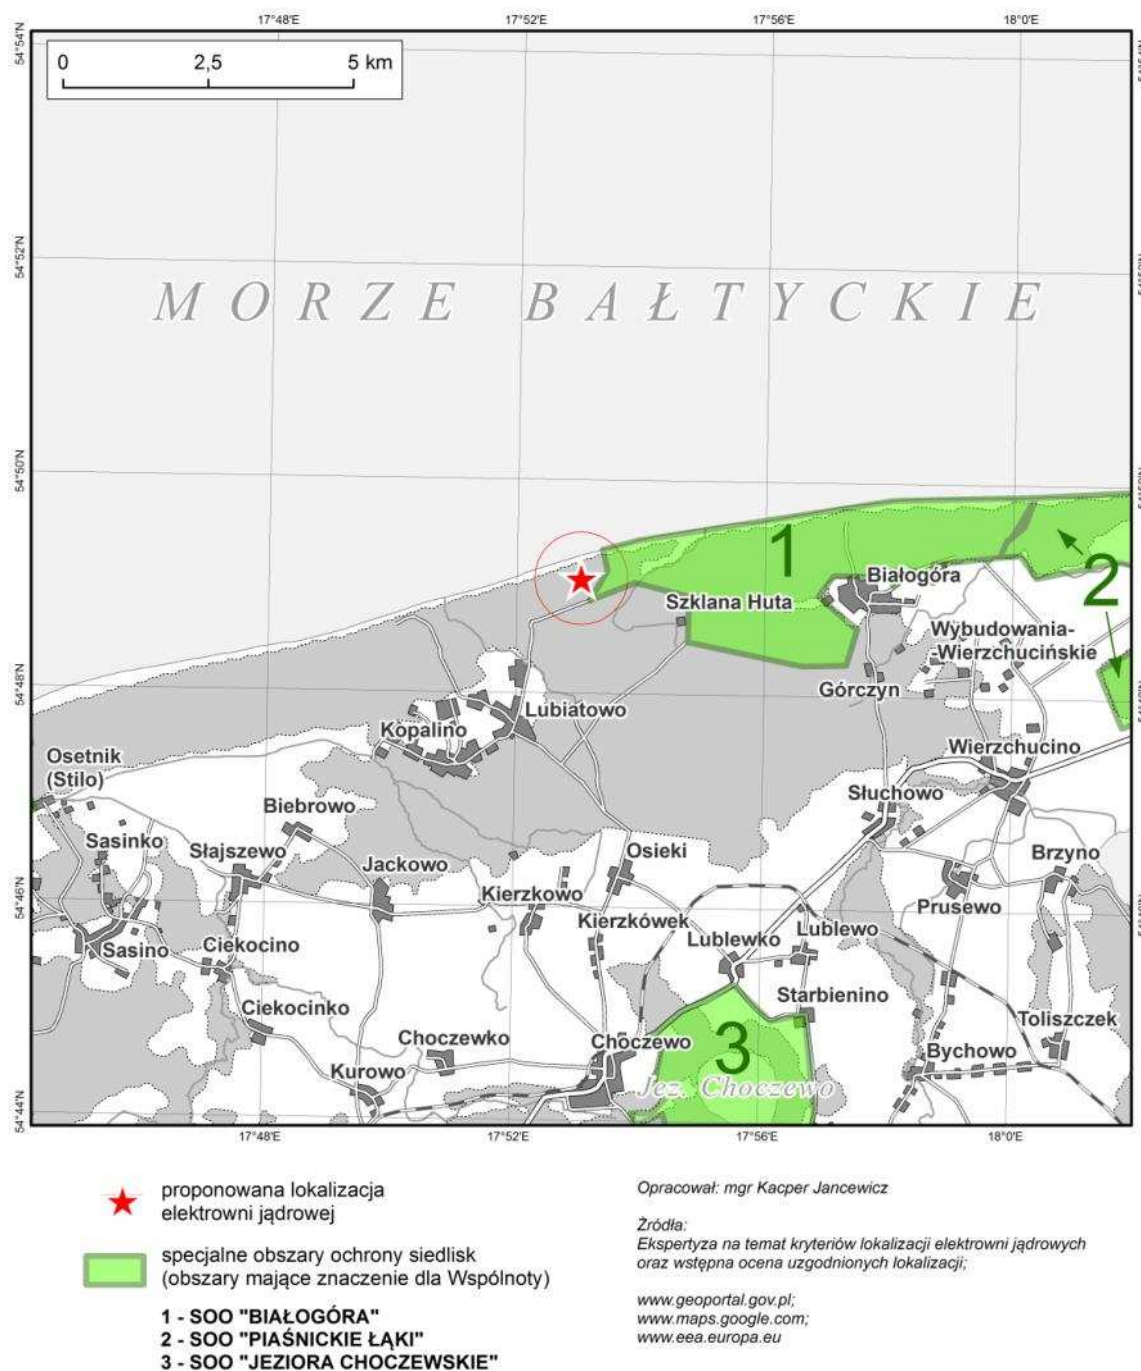 17°48'E 17°52'E 17°56'E 18°0'E
54°54'N
0 2,5 5 km
54°52'N
MORZE BAŁTYCKIE
54°50'N
1
2
Białogóra
Szklana Huta
Wybudowania-
-Wierzchucińskie
54°48'N
Górczyn
Lubiatowo
Kopalino
Wierzchucino
Osetnik
(Stilo)
Biebrowo
Słuchowo
Sasinko
Słajszewo
Osieki
Brzyno
Jackowo
Kierzkowo
54°46'N
Prusewo
Kierzkówek
Lublewo
Lublewko
Sasino
Ciekocino
Starbienino
Ciekocinko
Toliszczek
Choczewko
Choczewo
3
Bychowo
Kurowo
Jez. Choczewo
54°44'N
17°48'E 17°52'E 17°56'E 18°0'E
proponowana lokalizacja
elektrowni jądrowej
specjalne obszary ochrony siedlisk
(obszary mające znaczenie dla Wspólnoty)
1 - SOO "BIAŁOGÓRA"
2 - SOO "PIAŚNICKIE ŁĄKI"
3 - SOO "JEZIORA CHOCZEWSKIE"
Opracował: mgr Kacper Jancewicz
Źródła:
Ekspertyza na temat kryteriów lokalizacji elektrowni jądrowych
oraz wstępna ocena uzgodnionych lokalizacji;
www.geoportal.gov.pl;
www.maps.google.com;
www.eea.europa.eu